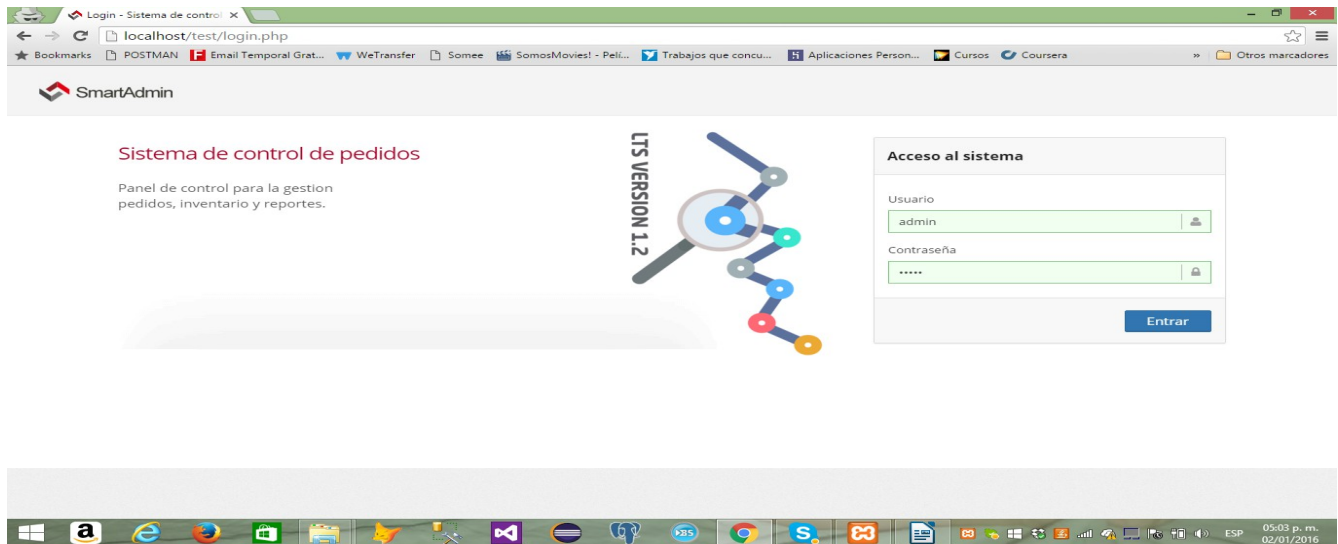 Login - Sistema de control
localhost/test/login.php
Bookmarks POSTMAN Email Temporal Grat... WeTransfer Somee SomosMovies! - Pelí... Trabajos que concu... Aplicaciones Person... Cursos Coursera » Otros marcadores
SmartAdmin
Sistema de control de pedidos
Panel de control para la gestion
pedidos, inventario y reportes.
LTS VERSION 1.2
Acceso al sistema
Usuario
admin
Contraseña
•••••
Entrar
ESP
05:03 p. m.
02/01/2016